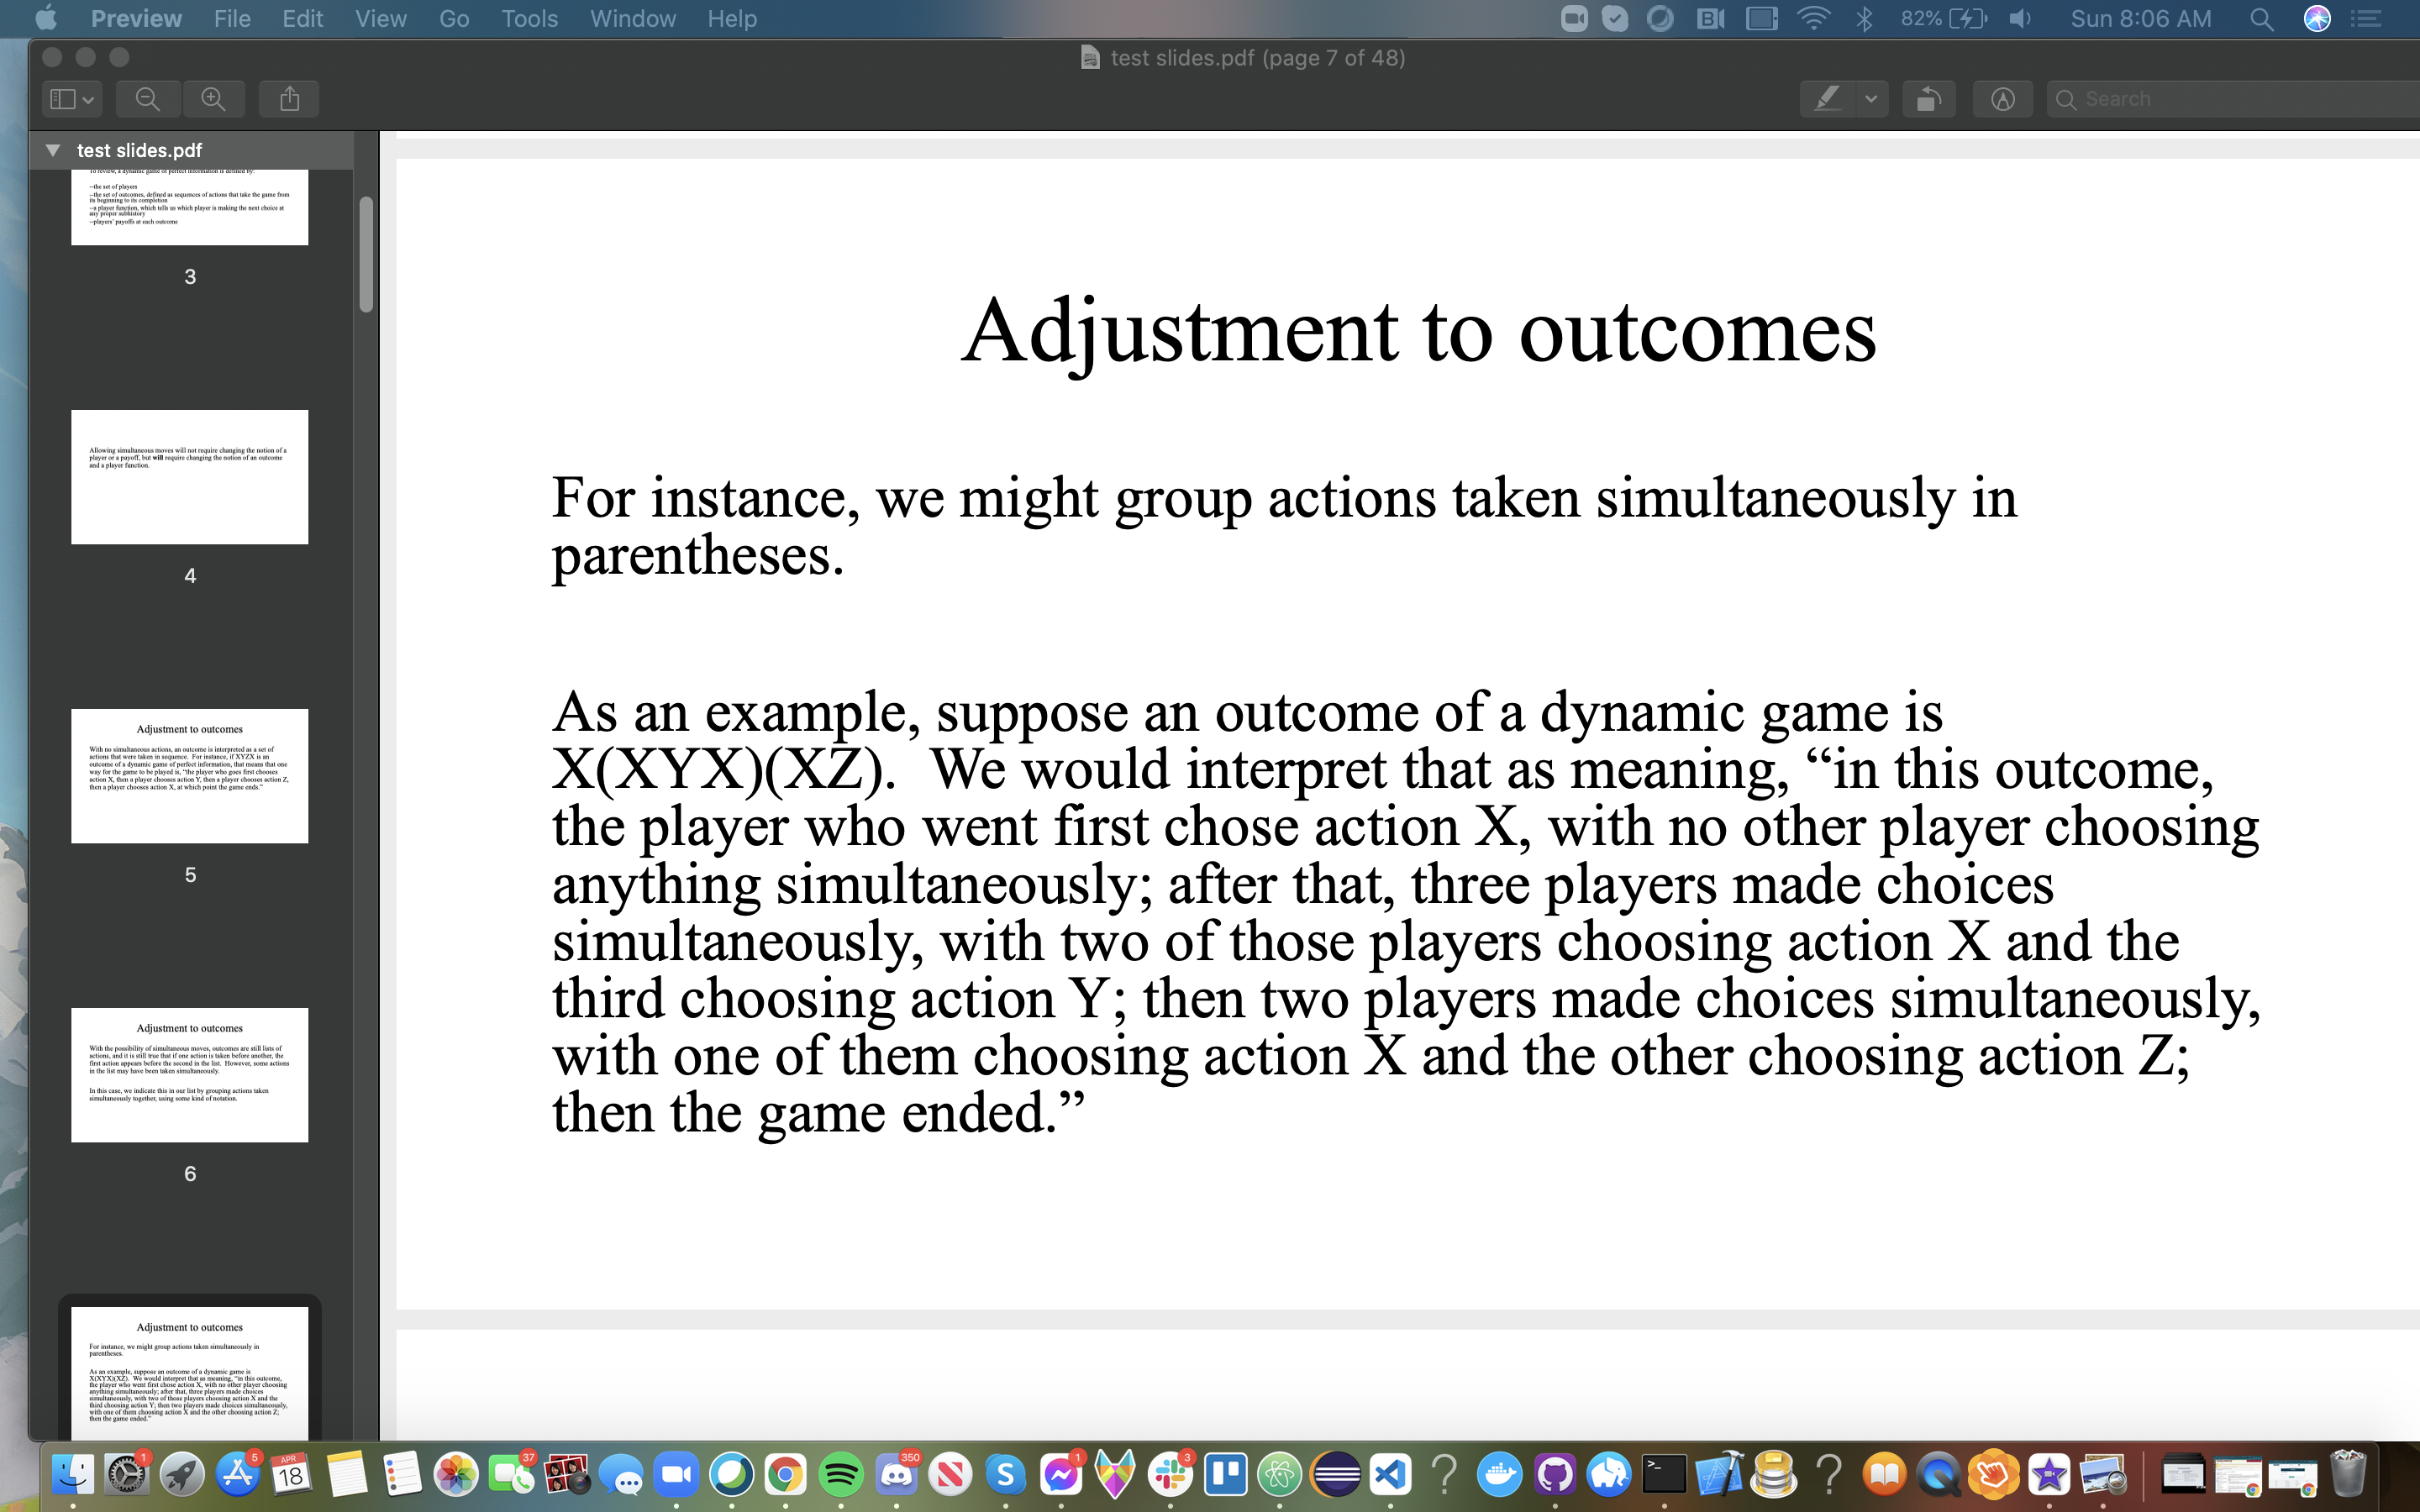 Preview File Edit View Go Tools Window Help 82% Sun 8:06 AM
test slides.pdf (page 7 of 48)
Search
test slides.pdf
To review, a dynamic game of perfect information is defined by:
--the set of players
--the set of outcomes, defined as sequences of actions that take the game from
its beginning to its completion
--a player function, which tells us which player is making the next choice at
any proper subhistory
--players' payoffs at each outcome
3
Allowing simultaneous moves will not require changing the notion of a
player or a payoff, but will require changing the notion of an outcome
and a player function.
4
Adjustment to outcomes
With no simultaneous actions, an outcome is interpreted as a set of
actions that were taken in sequence. For instance, if XYZX is an
outcome of a dynamic game of perfect information, that means that one
way for the game to be played is, “the player who goes first chooses
action X, then a player chooses action Y, then a player chooses action Z,
then a player chooses action X, at which point the game ends.”
5
Adjustment to outcomes
With the possibility of simultaneous moves, outcomes are still lists of
actions, and it is still true that if one action is taken before another, the
first action appears before the second in the list. However, some actions
in the list may have been taken simultaneously.
In this case, we indicate this in our list by grouping actions taken
simultaneously together, using some kind of notation.
6
Adjustment to outcomes
For instance, we might group actions taken simultaneously in
parentheses.
As an example, suppose an outcome of a dynamic game is
X(XYX)(XZ). We would interpret that as meaning, “in this outcome,
the player who went first chose action X, with no other player choosing
anything simultaneously; after that, three players made choices
simultaneously, with two of those players choosing action X and the
third choosing action Y; then two players made choices simultaneously,
with one of them choosing action X and the other choosing action Z;
then the game ended.”
Adjustment to outcomes
For instance, we might group actions taken simultaneously in
parentheses.
As an example, suppose an outcome of a dynamic game is
X(XYX)(XZ). We would interpret that as meaning, “in this outcome,
the player who went first chose action X, with no other player choosing
anything simultaneously; after that, three players made choices
simultaneously, with two of those players choosing action X and the
third choosing action Y; then two players made choices simultaneously,
with one of them choosing action X and the other choosing action Z;
then the game ended.”
1 5 APR 18 37 350 1 3